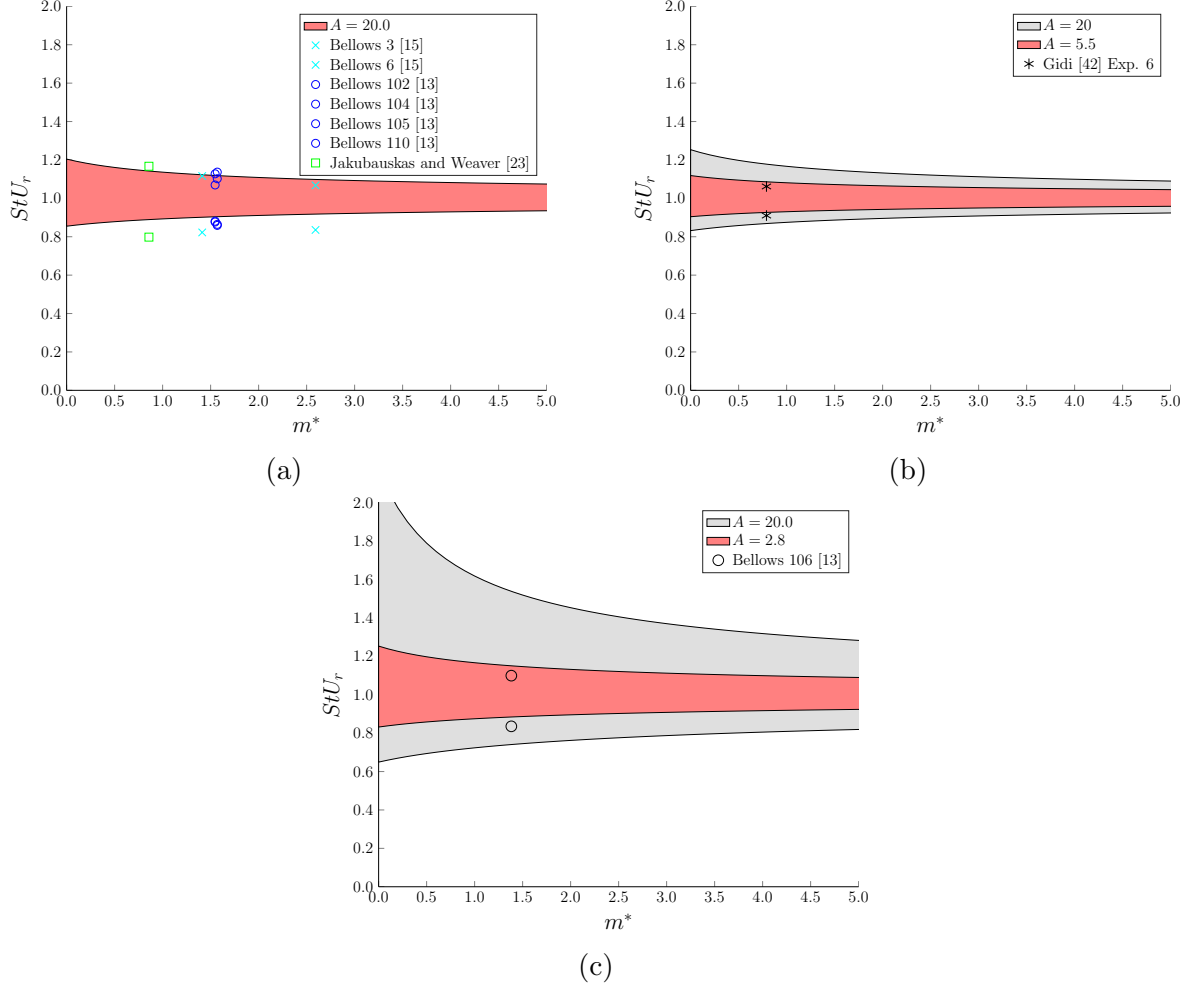 2.0
1.8
1.6
1.4
1.2
1.0
0.8
0.6
0.4
0.2
0.0
StU_r
0.0 0.5 1.0 1.5 2.0 2.5 3.0 3.5 4.0 4.5 5.0
m*
A = 20.0
Bellows 3 [15]
Bellows 6 [15]
Bellows 102 [13]
Bellows 104 [13]
Bellows 105 [13]
Bellows 110 [13]
Jakubauskas and Weaver [23]
(a)
2.0
1.8
1.6
1.4
1.2
1.0
0.8
0.6
0.4
0.2
0.0
StU_r
0.0 0.5 1.0 1.5 2.0 2.5 3.0 3.5 4.0 4.5 5.0
m*
A = 20
A = 5.5
Gidi [42] Exp. 6
(b)
2.0
1.8
1.6
1.4
1.2
1.0
0.8
0.6
0.4
0.2
0.0
StU_r
0.0 0.5 1.0 1.5 2.0 2.5 3.0 3.5 4.0 4.5 5.0
m*
A = 20.0
A = 2.8
Bellows 106 [13]
(c)